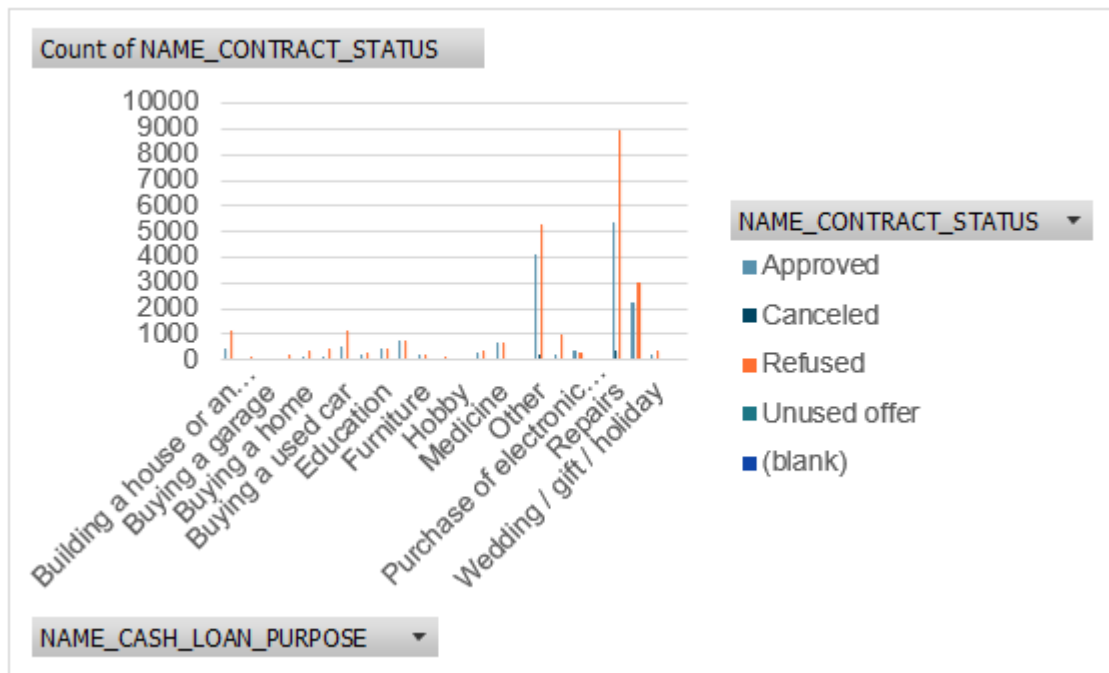 Count of NAME_CONTRACT_STATUS
10000
9000
8000
7000
6000
5000
4000
3000
2000
1000
0
Building a house or an...
Buying a garage
Buying a home
Buying a used car
Education
Furniture
Hobby
Medicine
Other
Purchase of electronic...
Repairs
Wedding / gift / holiday
NAME_CONTRACT_STATUS
Approved
Canceled
Refused
Unused offer
(blank)
NAME_CASH_LOAN_PURPOSE